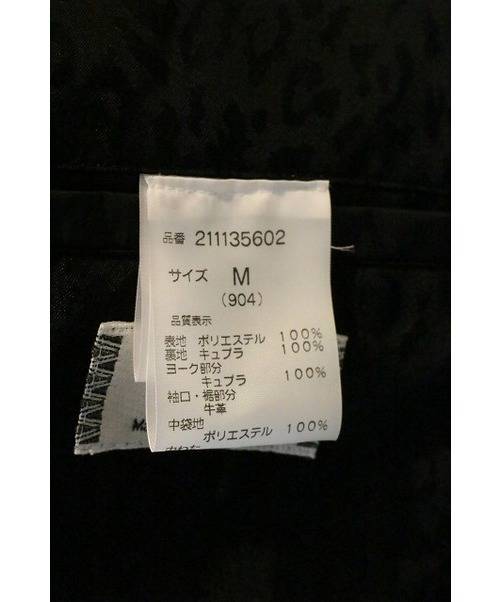 品番 211135602
サイズ M
(904)
品質表示
表地 ポリエステル 100%
裏地 キュプラ 100%
ヨーク部分
キュプラ 100%
袖口・裾部分
牛革
中袋地
ポリエステル 100%